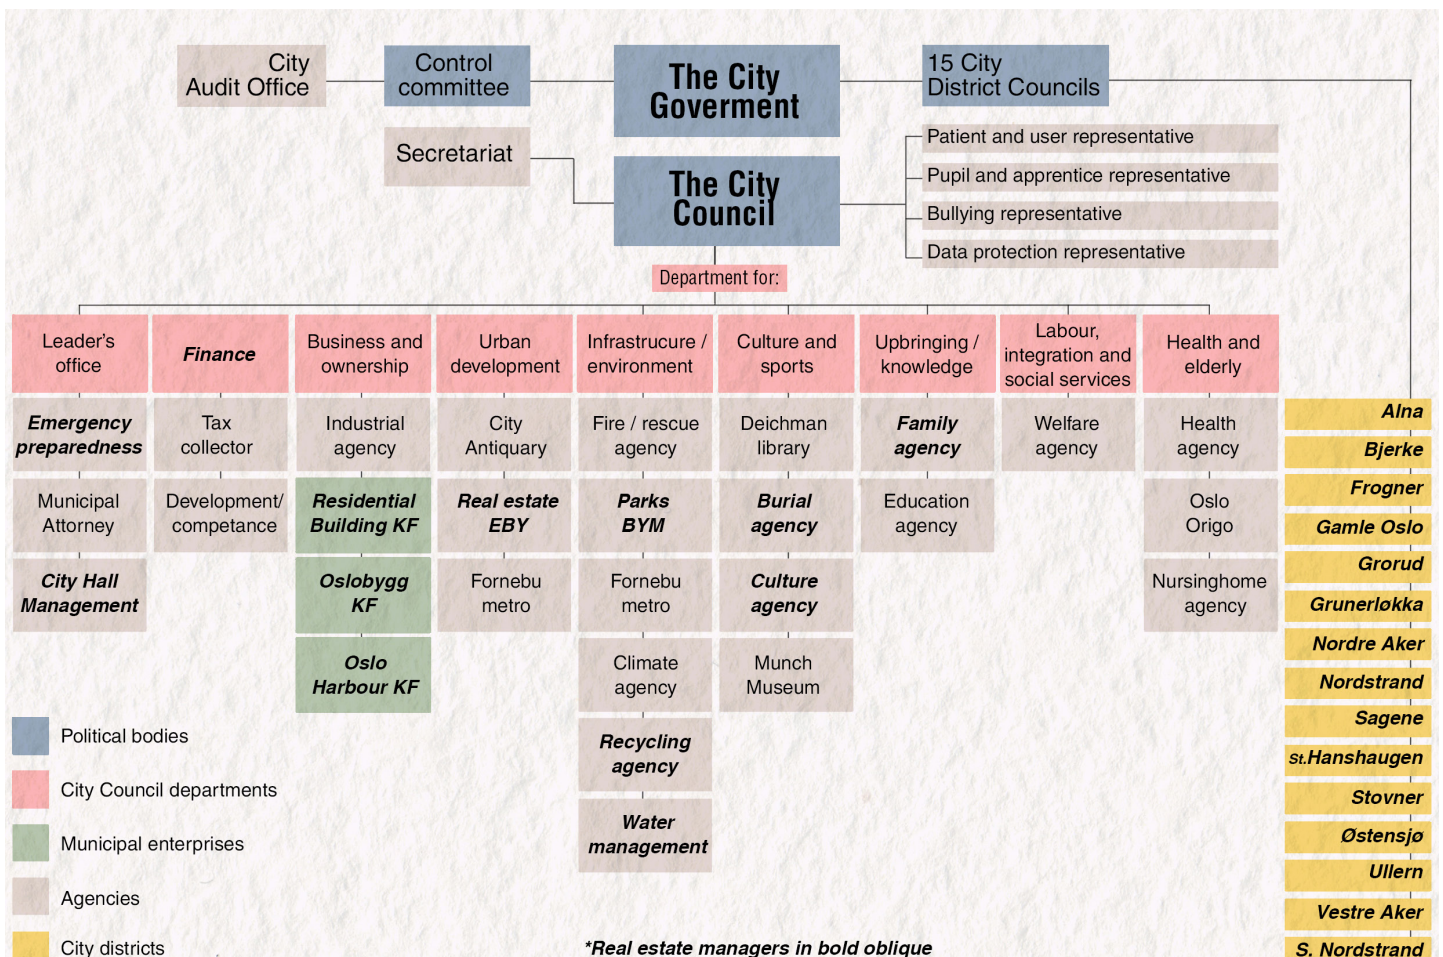 City
Audit Office
Control
committee
The City
Goverment
15 City
District Councils
Secretariat
The City
Council
Patient and user representative
Pupil and apprentice representative
Bullying representative
Data protection representative
Department for:
Leader's
office
Finance
Business and
ownership
Urban
development
Infrastrucure /
environment
Culture and
sports
Upbringing /
knowledge
Labour,
integration and
social services
Health and
elderly
Emergency
preparedness
Tax
collector
Industrial
agency
City
Antiquary
Fire / rescue
agency
Deichman
library
Family
agency
Welfare
agency
Health
agency
Municipal
Attorney
Development/
competance
Residential
Building KF
Real estate
EBY
Parks
BYM
Burial
agency
Education
agency
Oslo
Origo
City Hall
Management
Oslobygg
KF
Fornebu
metro
Fornebu
metro
Culture
agency
Nursinghome
agency
Oslo
Harbour KF
Climate
agency
Munch
Museum
Recycling
agency
Water
management
Alna
Bjerke
Frogner
Gamle Oslo
Grorud
Grunerløkka
Nordre Aker
Nordstrand
Sagene
St.Hanshaugen
Stovner
Østensjø
Ullern
Vestre Aker
S. Nordstrand
Political bodies
City Council departments
Municipal enterprises
Agencies
City districts
*Real estate managers in bold oblique